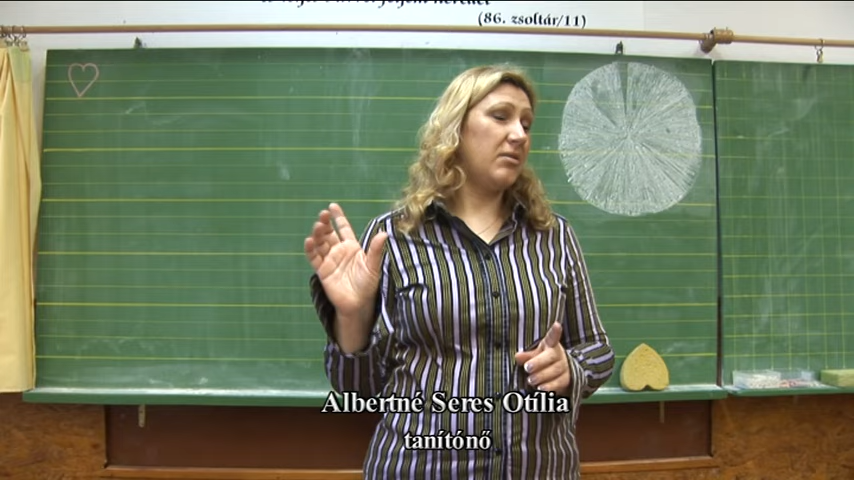 (86. zsoltár/11)
Albertné Seres Otília
tanítónő